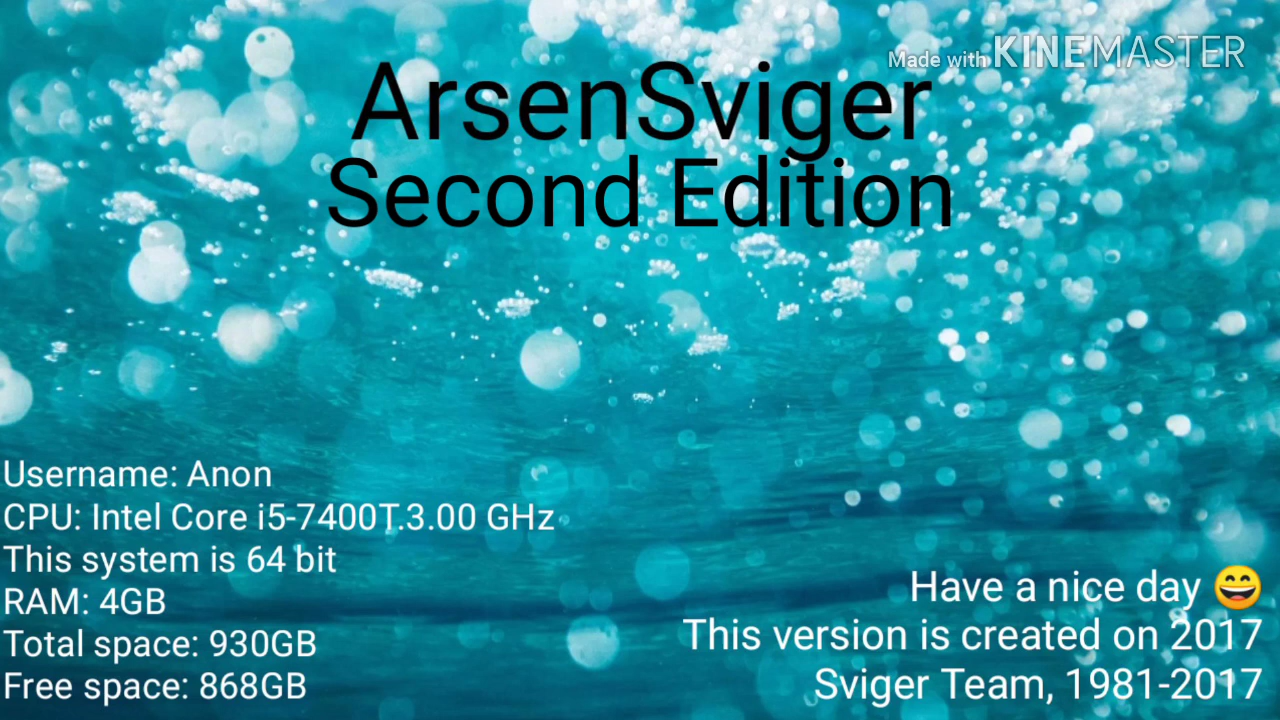 Made with KINEMASTER
ArsenSviger
Second Edition
Username: Anon
CPU: Intel Core i5-7400T.3.00 GHz
This system is 64 bit
RAM: 4GB
Total space: 930GB
Free space: 868GB
Have a nice day 😄
This version is created on 2017
Sviger Team, 1981-2017